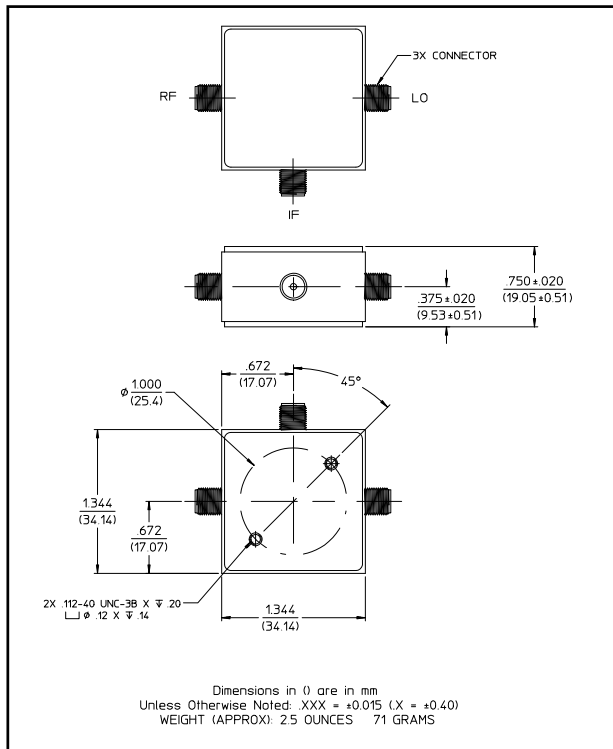 3X CONNECTOR
RF
LO
IF
.750±.020
(19.05±0.51)
.375±.020
(9.53±0.51)
.672
(17.07)
45°
⌀ 1.000
(25.4)
1.344
(34.14)
.672
(17.07)
2X .112-40 UNC-3B X ↧ .20
⌴ ⌀ .12 X ↧ .14
1.344
(34.14)
Dimensions in () are in mm
Unless Otherwise Noted: .XXX = ±0.015 (.X = ±0.40)
WEIGHT (APPROX): 2.5 OUNCES 71 GRAMS